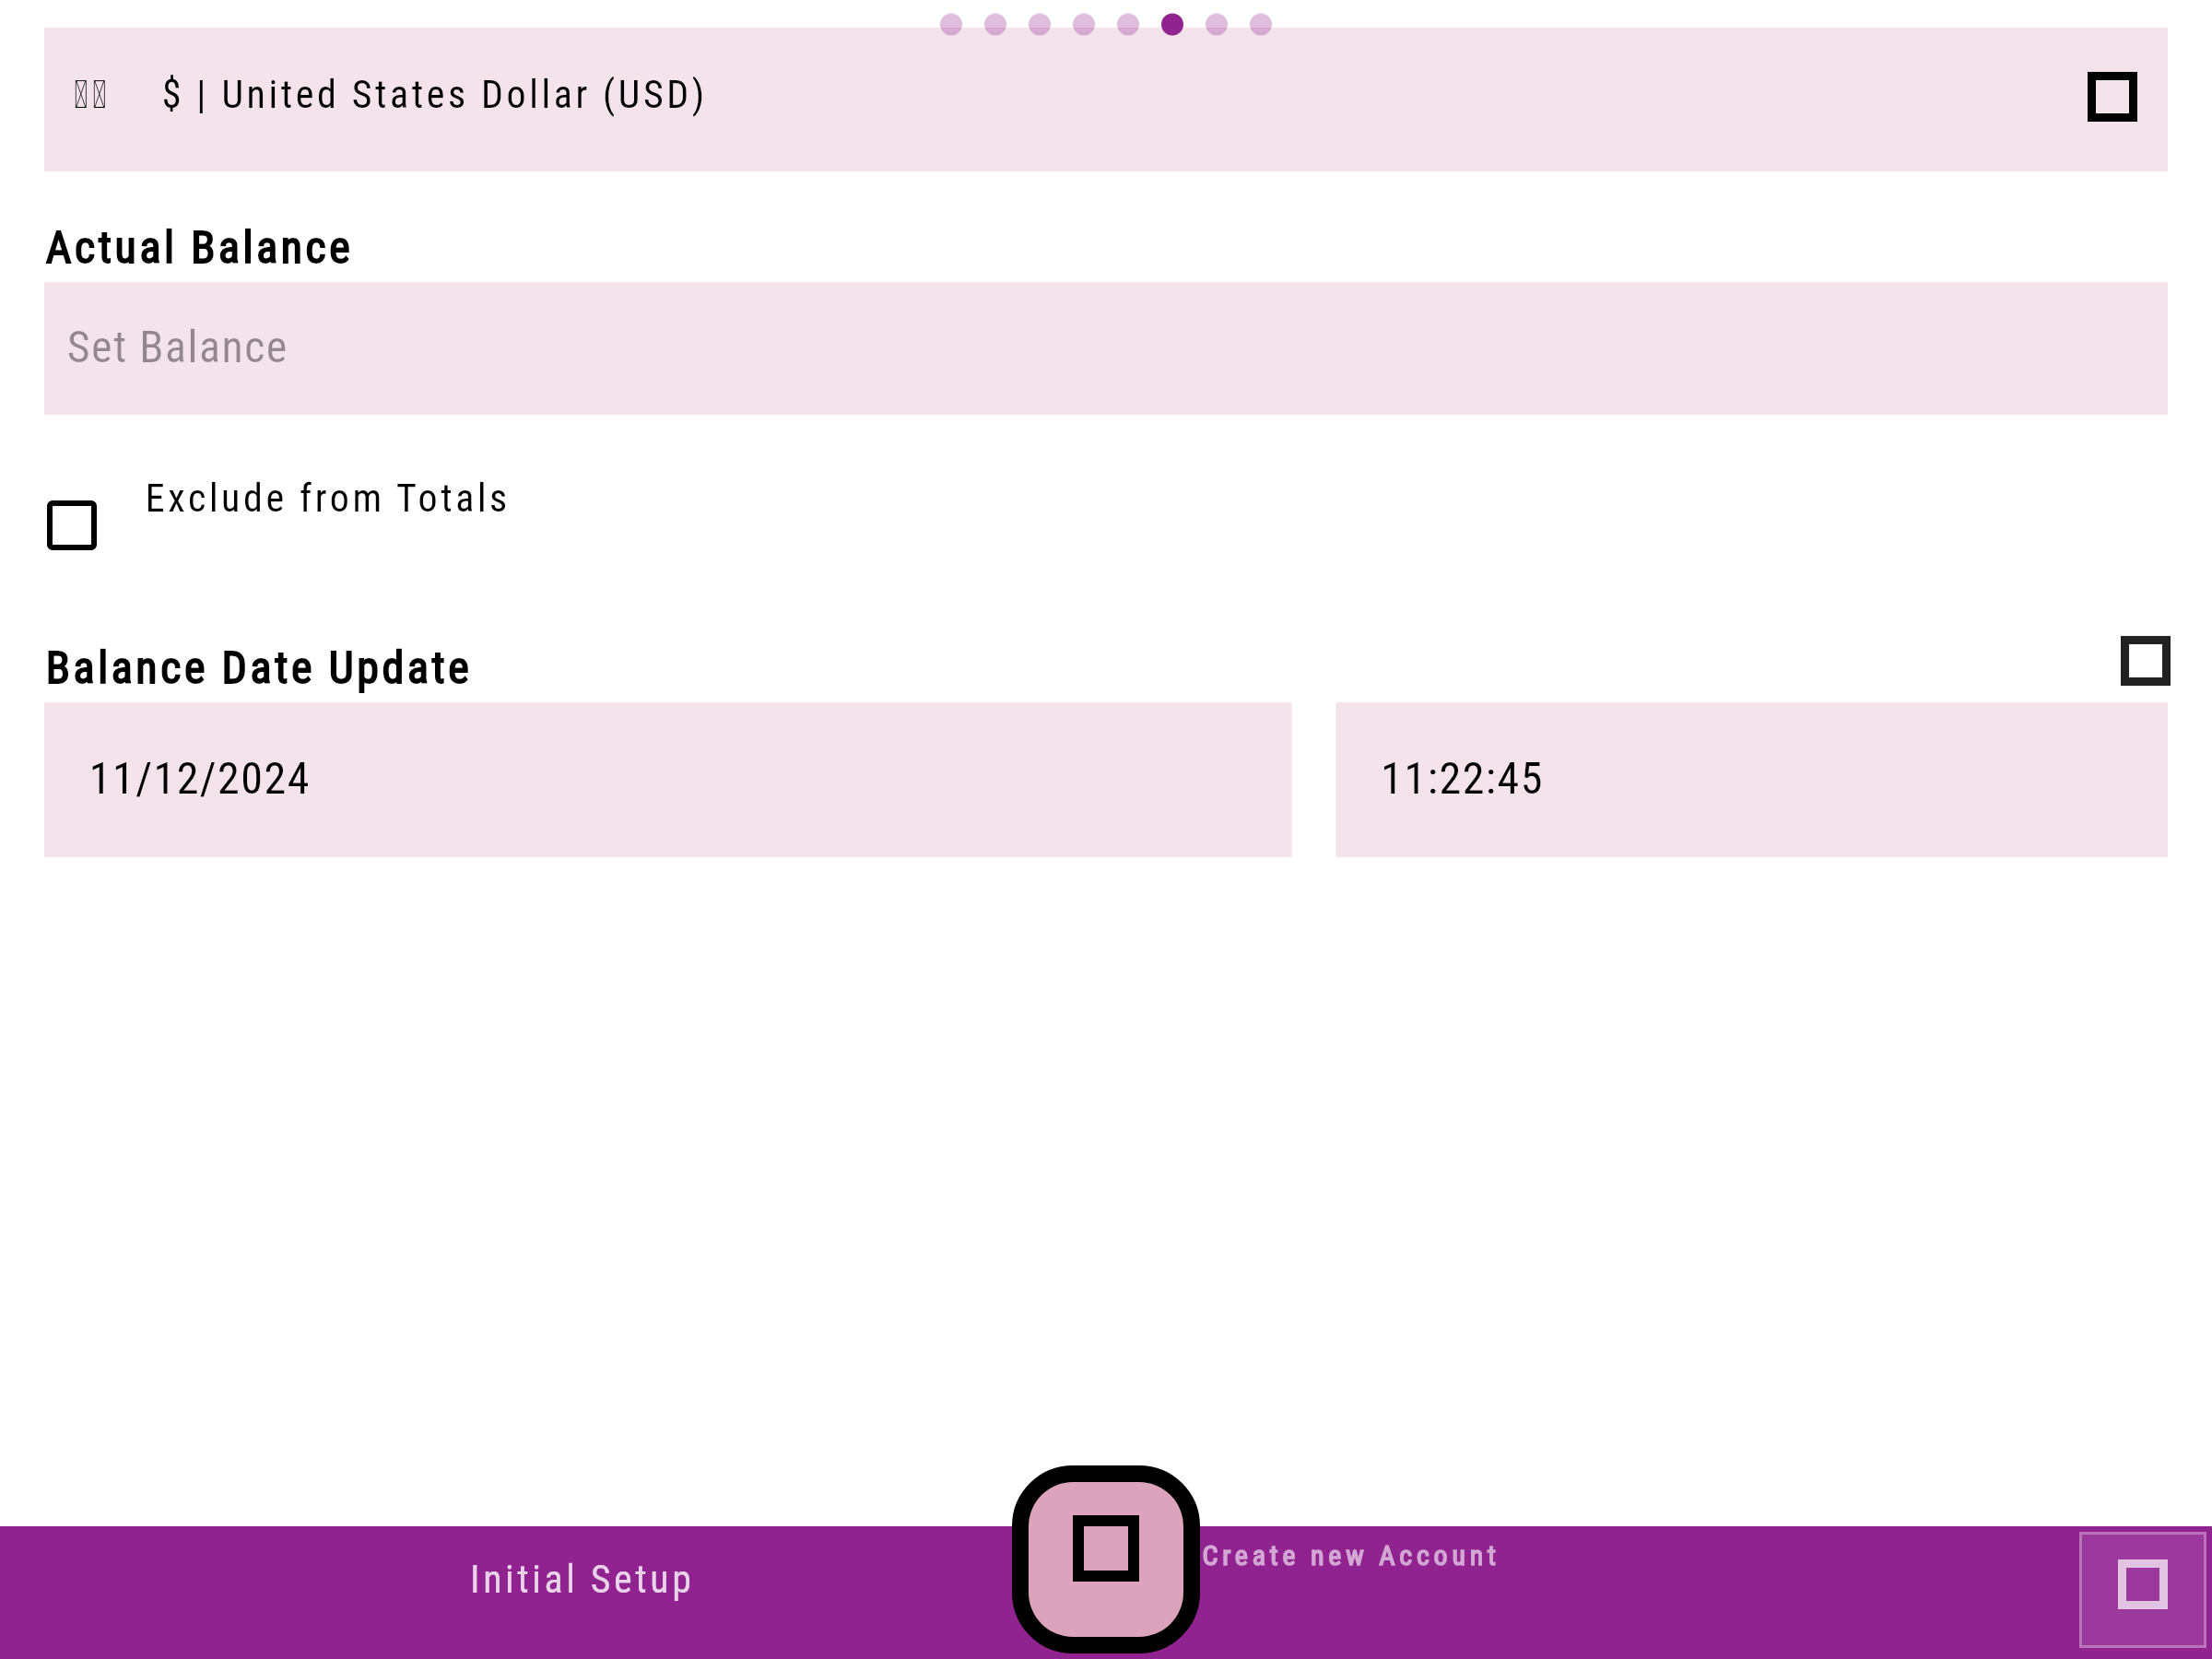 $ | United States Dollar (USD)
Actual Balance
Set Balance
Exclude from Totals
Balance Date Update
11/12/2024
11:22:45
Initial Setup
Create new Account